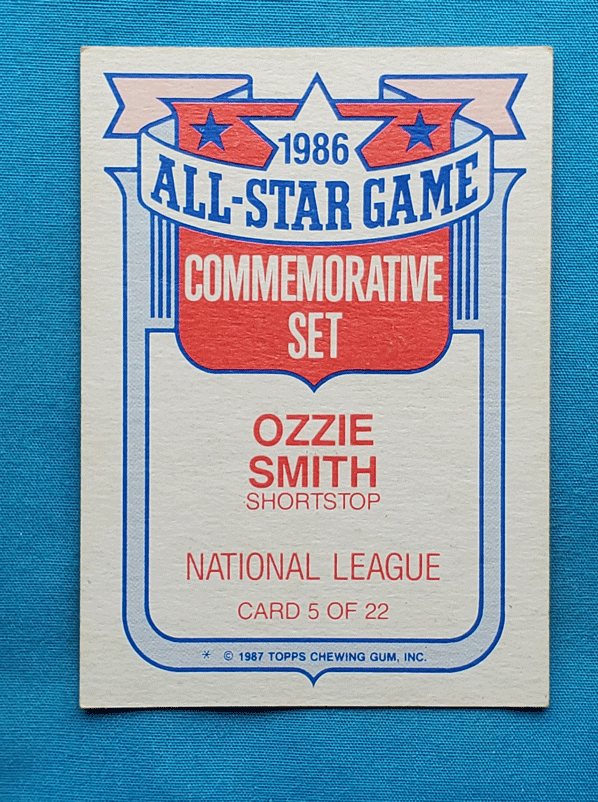 1986
ALL-STAR GAME
COMMEMORATIVE
SET
OZZIE
SMITH
SHORTSTOP
NATIONAL LEAGUE
CARD 5 OF 22
* © 1987 TOPPS CHEWING GUM, INC.